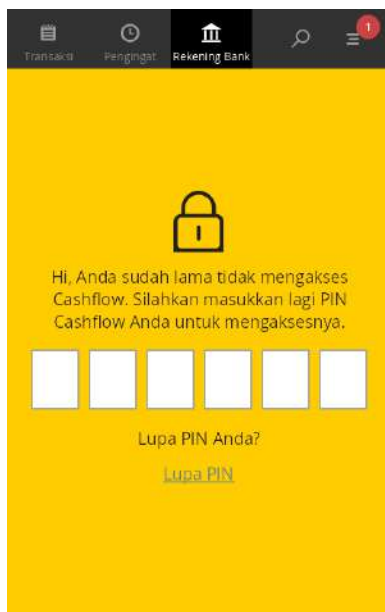 Transaksi
Pengingat
Rekening Bank
1
Hi, Anda sudah lama tidak mengakses
Cashflow. Silahkan masukkan lagi PIN
Cashflow Anda untuk mengaksesnya.
Lupa PIN Anda?
Lupa PIN